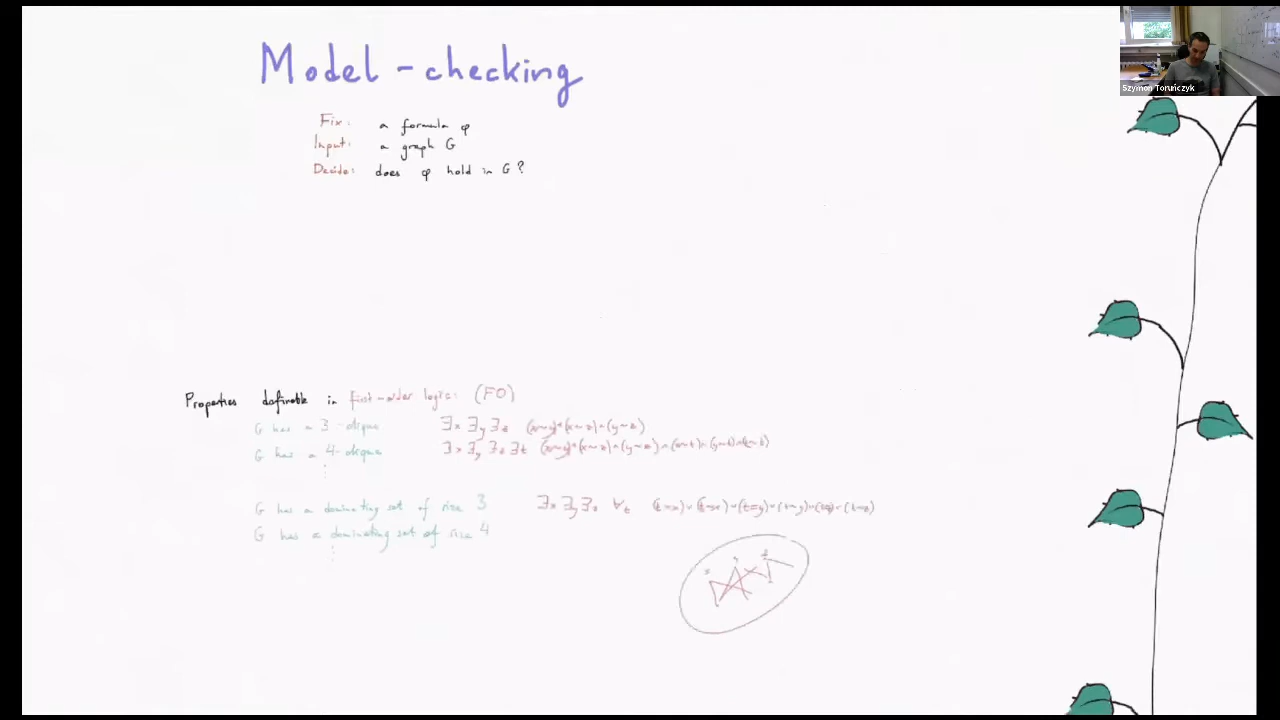 Model - checking
Szymon Toruńczyk
Fix: a formula φ
Input: a graph G
Decide: does φ hold in G?
Properties definable in first-order logic: (FO)
G has a 3-clique ∃x ∃y ∃z (x~y)∧(x~z)∧(y~z)
G has a 4-clique ∃x ∃y ∃z ∃t (x~y)∧(x~z)∧(y~z)∧(x~t)∧(y~t)∧(z~t)
G has a dominating set of size 3 ∃x ∃y ∃z ∀t (t=x)∨(t~x)∨(t=y)∨(t~y)∨(t=z)∨(t~z)
G has a dominating set of size 4
x y z